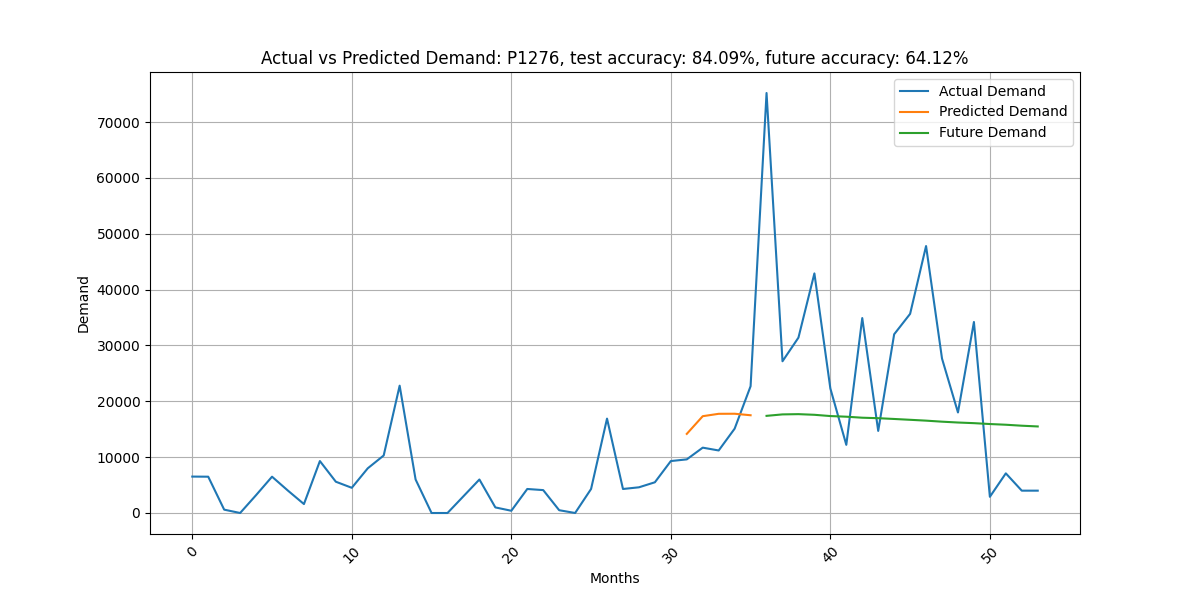 Actual vs Predicted Demand: P1276, test accuracy: 84.09%, future accuracy: 64.12%
Actual Demand
Predicted Demand
Future Demand
70000
60000
50000
40000
30000
20000
10000
0
Demand
0
10
20
30
40
50
Months